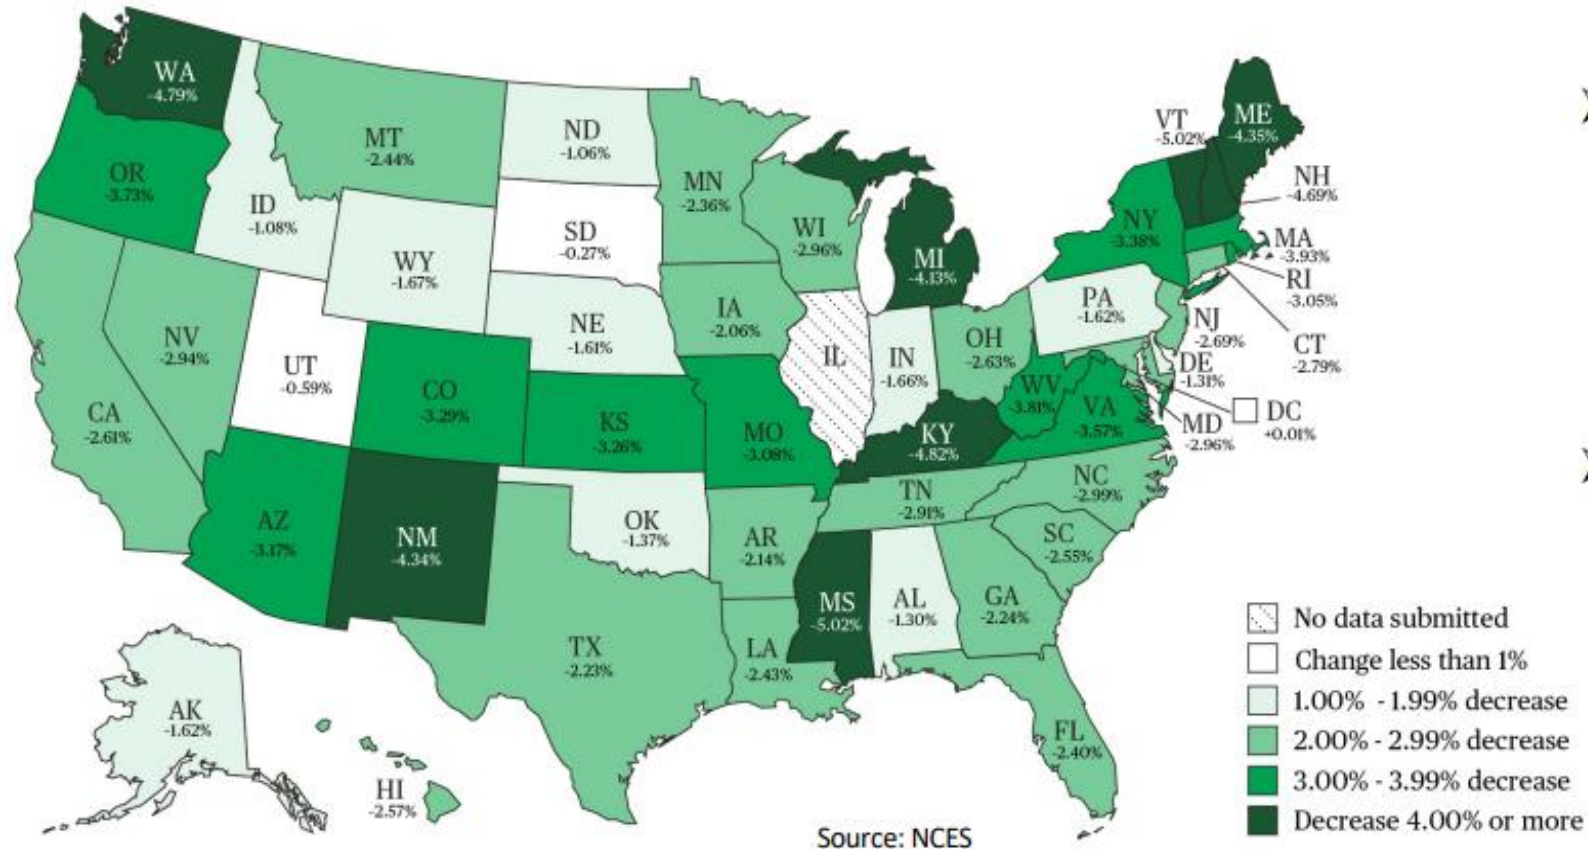 WA
-4.79%
OR
-3.73%
ID
-1.08%
MT
-2.44%
ND
-1.06%
MN
-2.36%
SD
-0.27%
WI
-2.96%
MI
-4.13%
VT
-5.02%
ME
-4.35%
NH
-4.69%
NY
-3.38%
MA
-3.93%
RI
-3.05%
CT
-2.79%
NJ
-2.69%
PA
-1.62%
WY
-1.67%
NE
-1.61%
IA
-2.06%
IL
IN
-1.66%
OH
-2.63%
DE
-1.31%
DC
+0.01%
MD
-2.96%
WV
-3.81%
VA
-3.57%
KY
-4.82%
NV
-2.94%
UT
-0.59%
CO
-3.29%
KS
-3.26%
MO
-3.08%
CA
-2.61%
AZ
-3.17%
NM
-4.34%
OK
-1.37%
AR
-2.14%
TN
-2.91%
NC
-2.99%
SC
-2.55%
MS
-5.02%
AL
-1.30%
GA
-2.24%
TX
-2.23%
LA
-2.43%
FL
-2.40%
AK
-1.62%
HI
-2.57%
No data submitted
Change less than 1%
1.00% - 1.99% decrease
2.00% - 2.99% decrease
3.00% - 3.99% decrease
Decrease 4.00% or more
Source: NCES